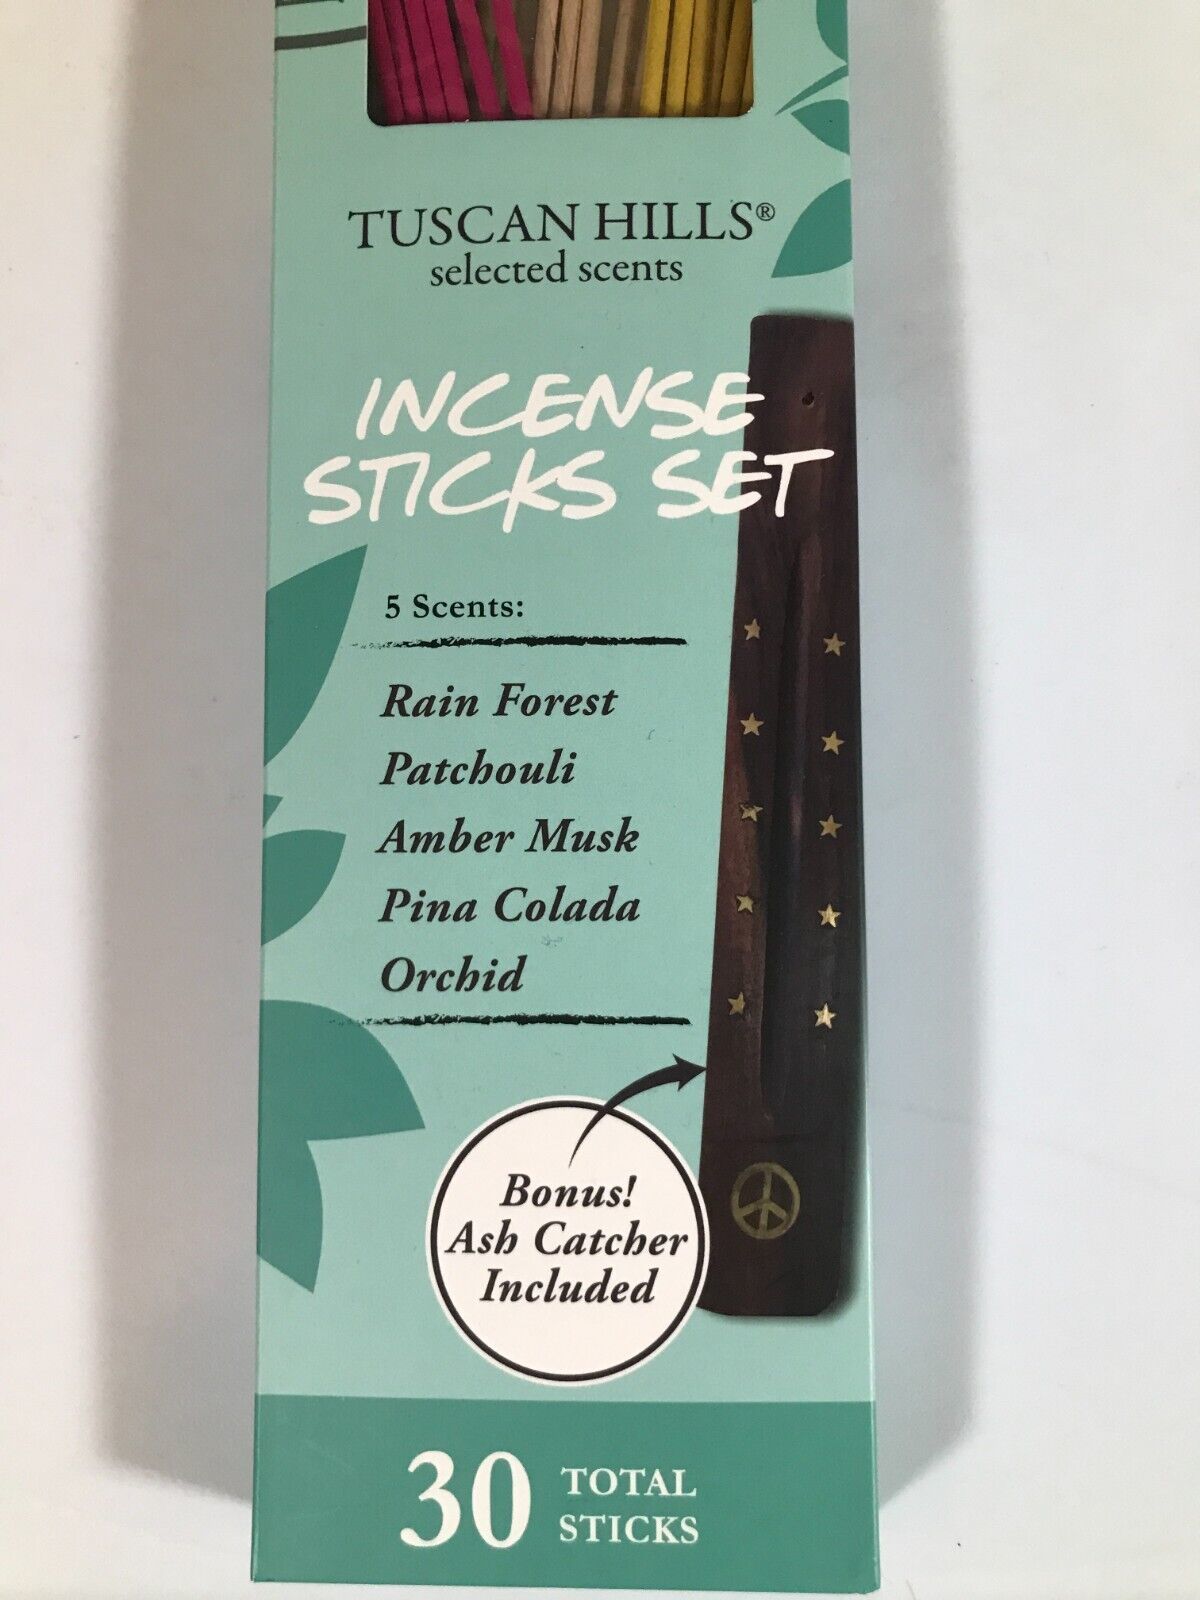 TUSCAN HILLS®
selected scents
INCENSE
STICKS SET
5 Scents:
Rain Forest
Patchouli
Amber Musk
Pina Colada
Orchid
Bonus!
Ash Catcher
Included
30 TOTAL
STICKS